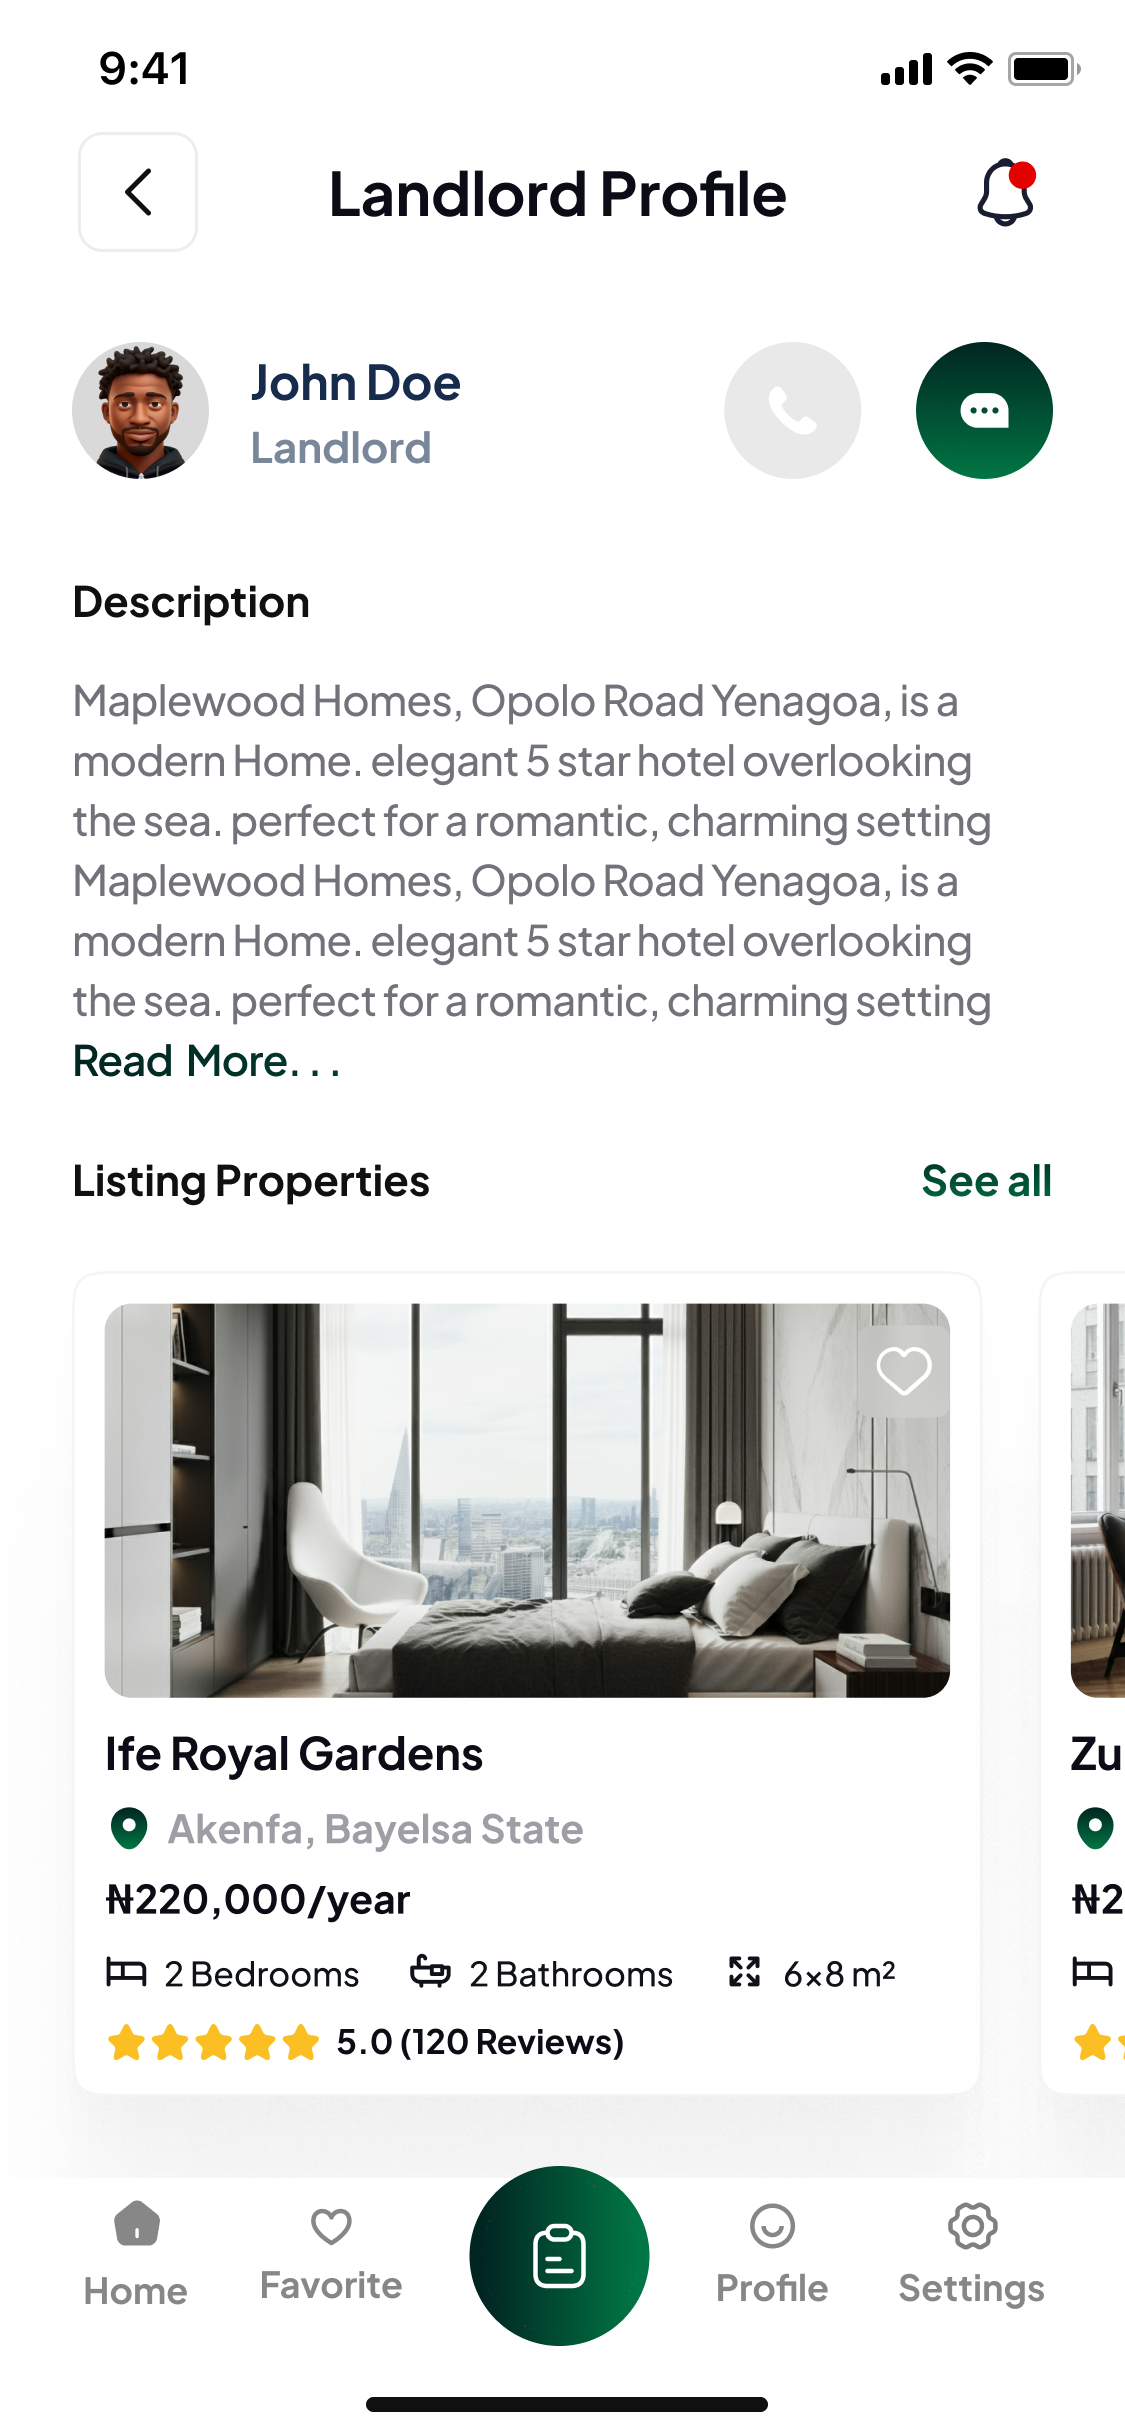 9:41
Landlord Profile
John Doe
Landlord
Description
Maplewood Homes, Opolo Road Yenagoa, is a
modern Home. elegant 5 star hotel overlooking
the sea. perfect for a romantic, charming setting
Maplewood Homes, Opolo Road Yenagoa, is a
modern Home. elegant 5 star hotel overlooking
the sea. perfect for a romantic, charming setting
Read More. . .
Listing Properties
See all
Ife Royal Gardens
Akenfa, Bayelsa State
₦220,000/year
2 Bedrooms
2 Bathrooms
6×8 m²
5.0 (120 Reviews)
Zu
₦2
Home
Favorite
Profile
Settings